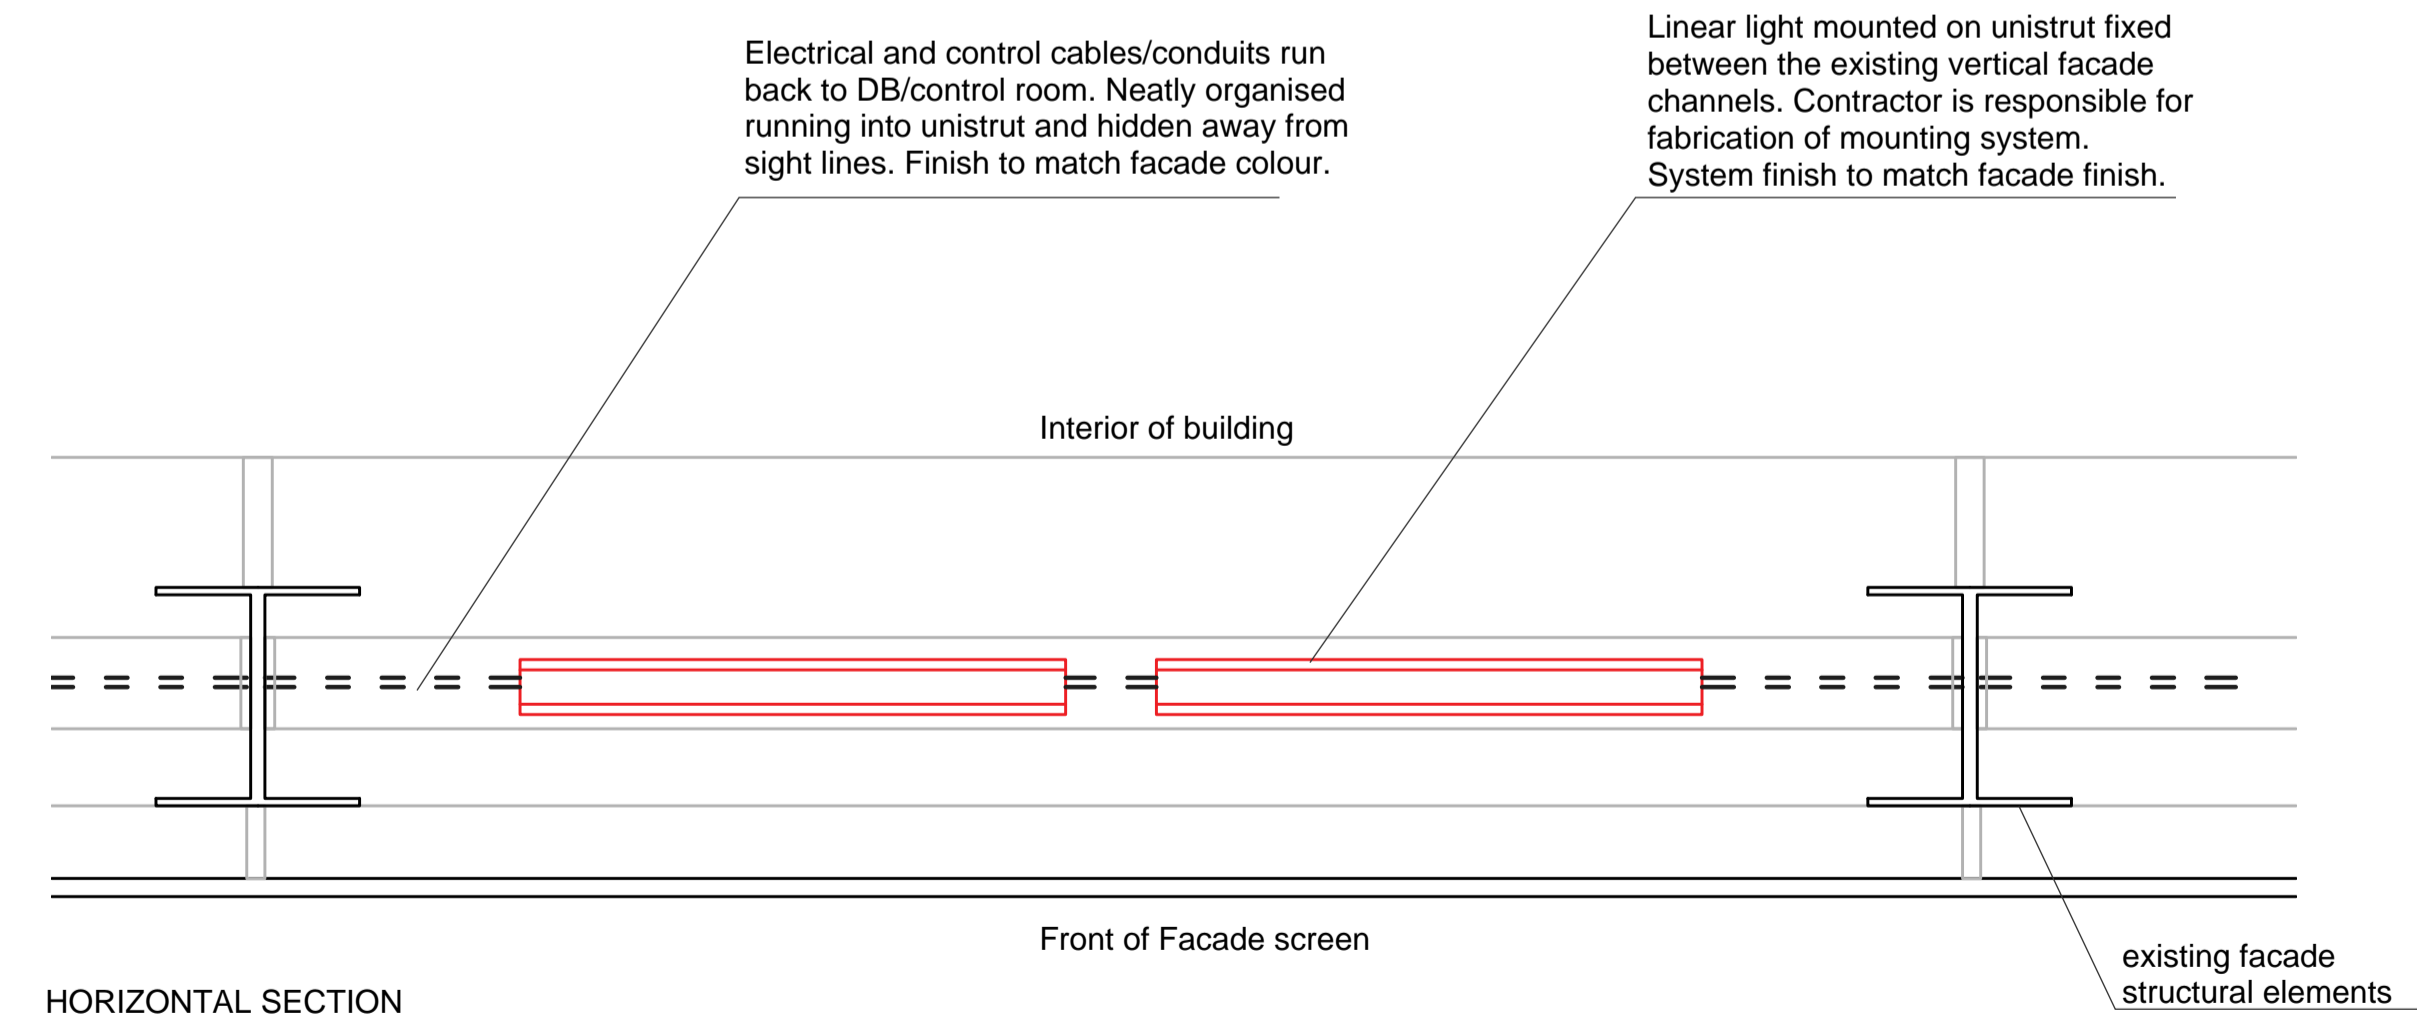 Electrical and control cables/conduits run
back to DB/control room. Neatly organised
running into unistrut and hidden away from
sight lines. Finish to match facade colour.
Linear light mounted on unistrut fixed
between the existing vertical facade
channels. Contractor is responsible for
fabrication of mounting system.
System finish to match facade finish.
Interior of building
Front of Facade screen
existing facade
structural elements
HORIZONTAL SECTION